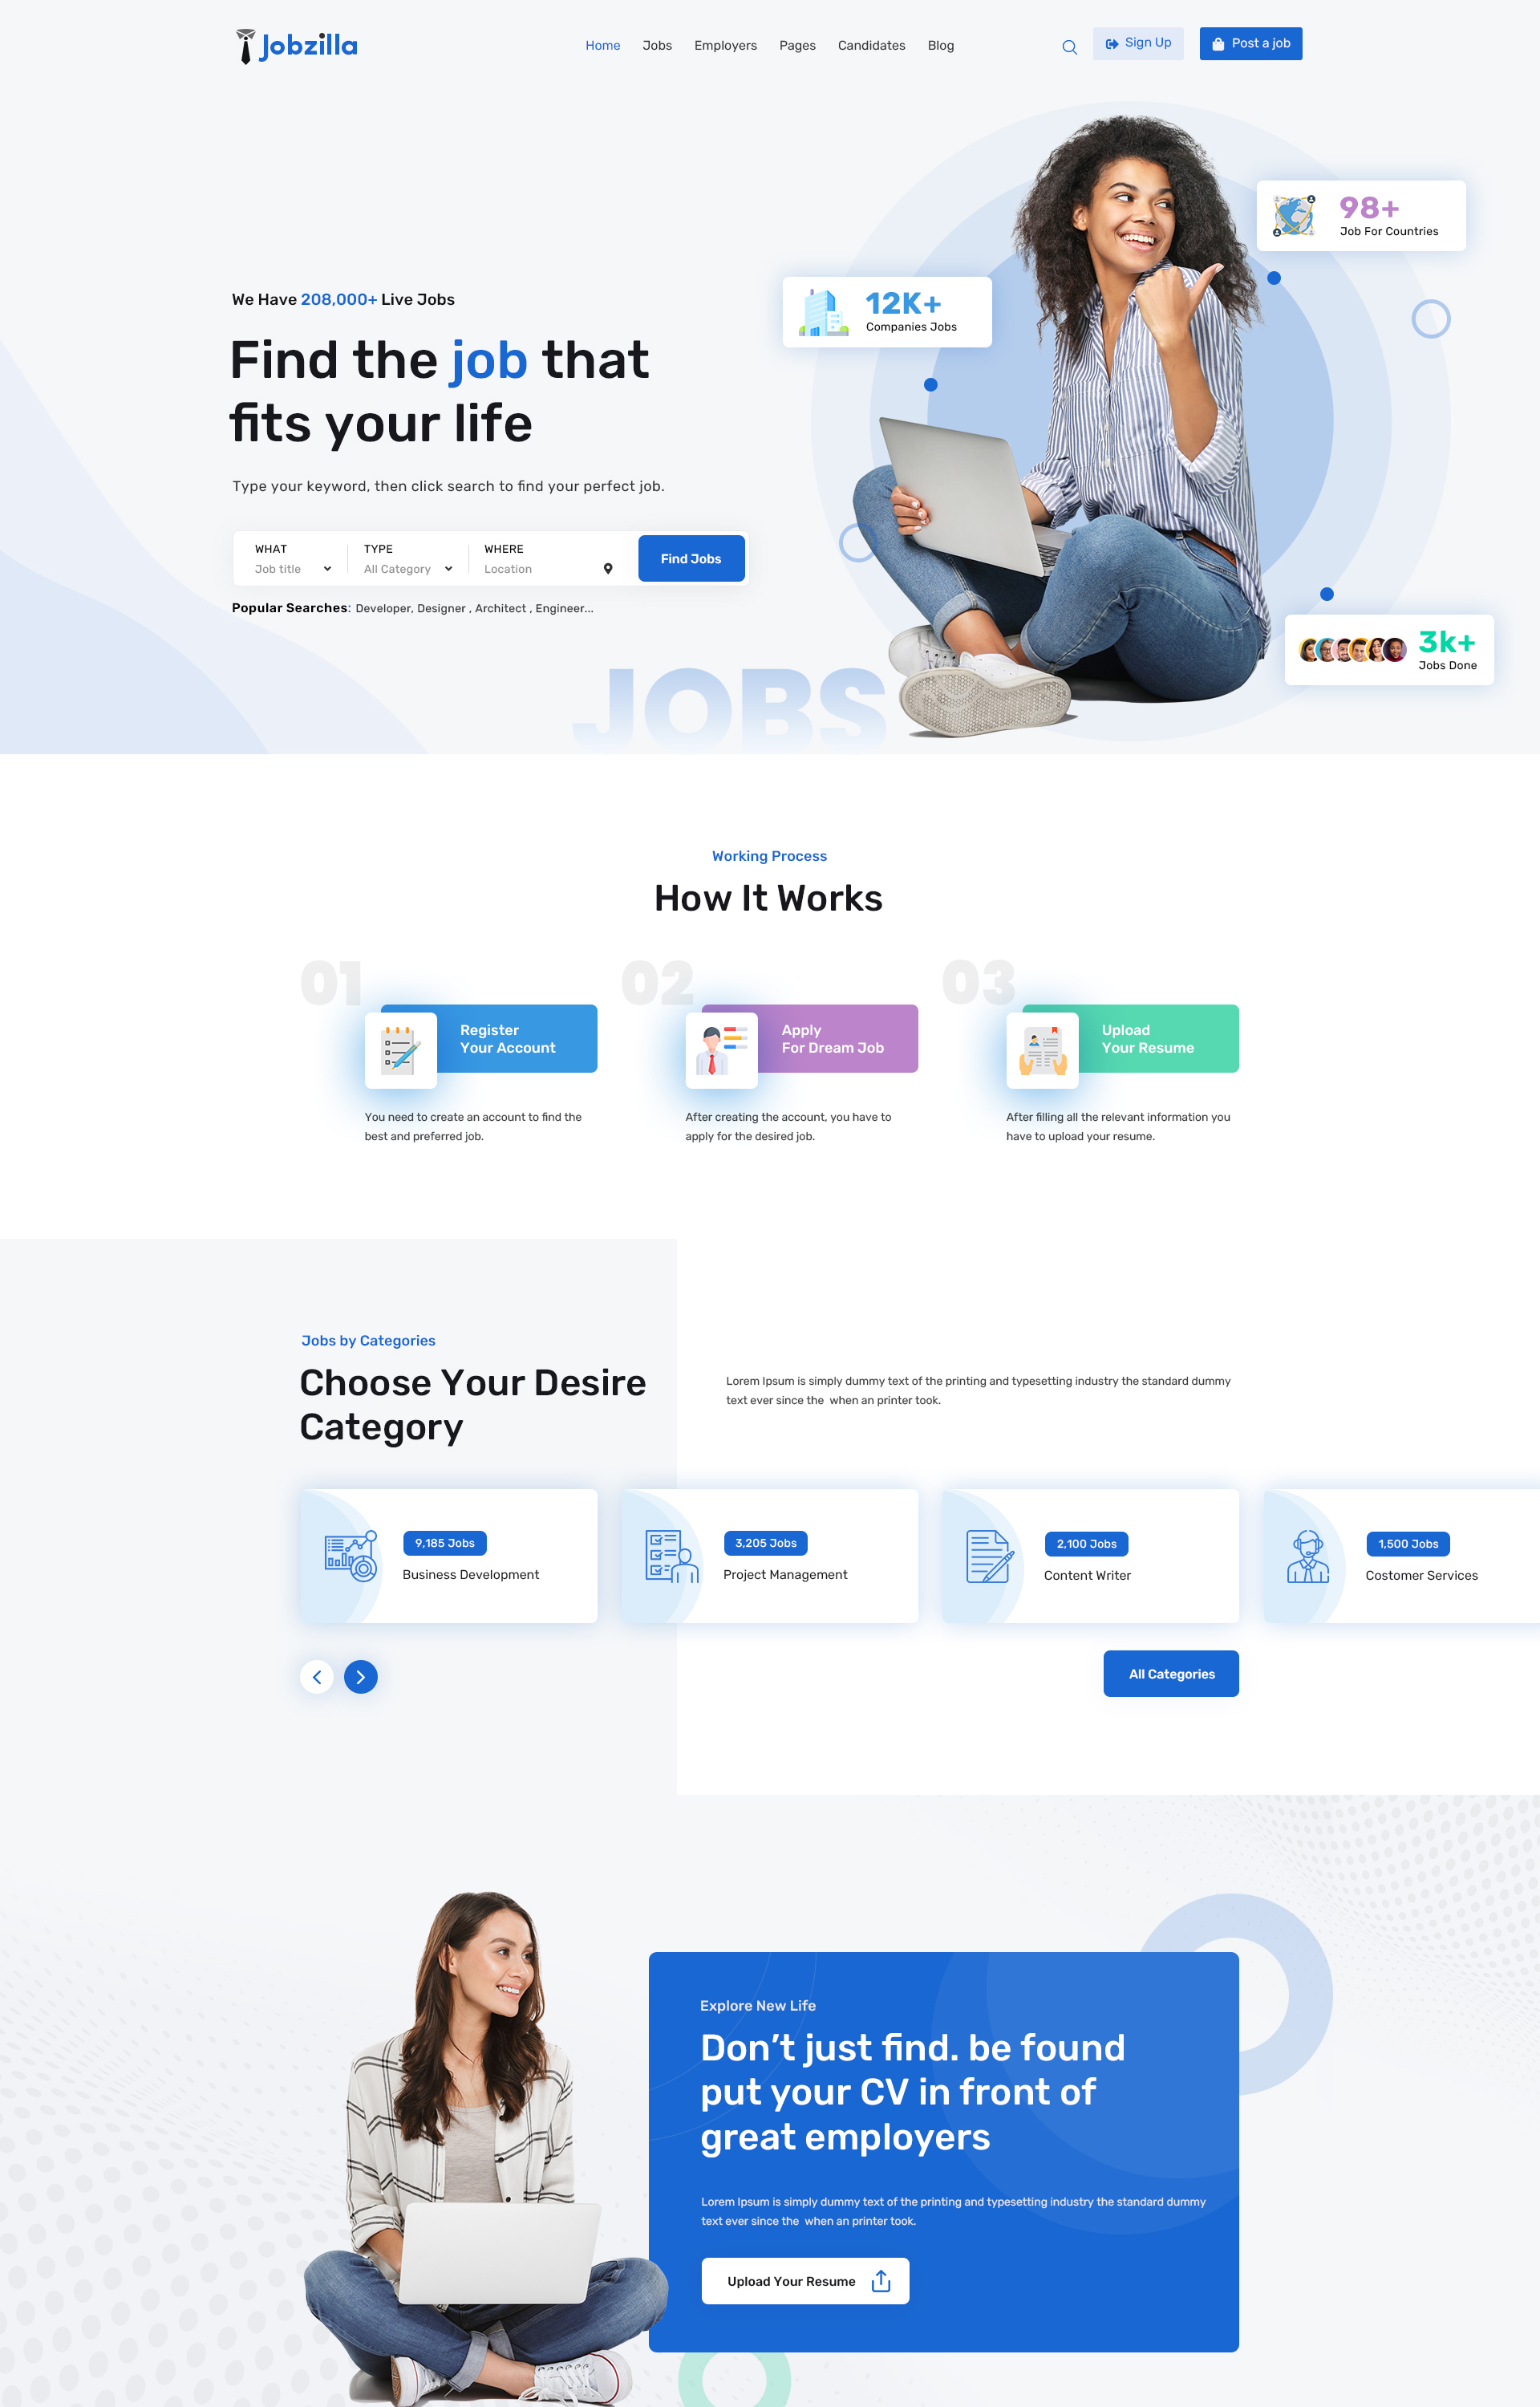 Jobzilla
Home Jobs Employers Pages Candidates Blog
Sign Up
Post a job
98+
Job For Countries
12K+
Companies Jobs
We Have 208,000+ Live Jobs
Find the job that
fits your life
Type your keyword, then click search to find your perfect job.
WHAT TYPE WHERE
Job title All Category Location
Find Jobs
Popular Searches: Developer, Designer , Architect , Engineer...
3k+
Jobs Done
JOBS
Working Process
How It Works
01
Register
Your Account
You need to create an account to find the
best and preferred job.
02
Apply
For Dream Job
After creating the account, you have to
apply for the desired job.
03
Upload
Your Resume
After filling all the relevant information you
have to upload your resume.
Jobs by Categories
Choose Your Desire
Category
Lorem Ipsum is simply dummy text of the printing and typesetting industry the standard dummy
text ever since the  when an printer took.
9,185 Jobs
Business Development
3,205 Jobs
Project Management
2,100 Jobs
Content Writer
1,500 Jobs
Costomer Services
All Categories
Explore New Life
Don’t just find. be found
put your CV in front of
great employers
Lorem Ipsum is simply dummy text of the printing and typesetting industry the standard dummy
text ever since the  when an printer took.
Upload Your Resume